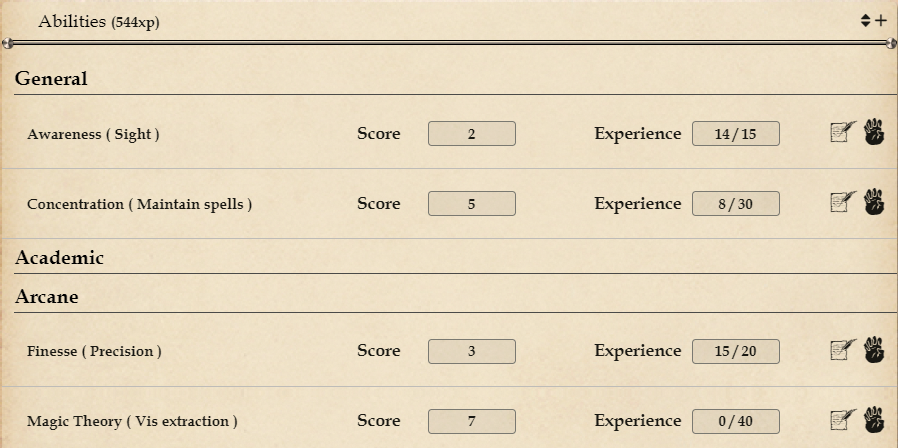 Abilities (544xp)
General
Awareness ( Sight ) Score 2 Experience 14 / 15
Concentration ( Maintain spells ) Score 5 Experience 8 / 30
Academic
Arcane
Finesse ( Precision ) Score 3 Experience 15 / 20
Magic Theory ( Vis extraction ) Score 7 Experience 0 / 40